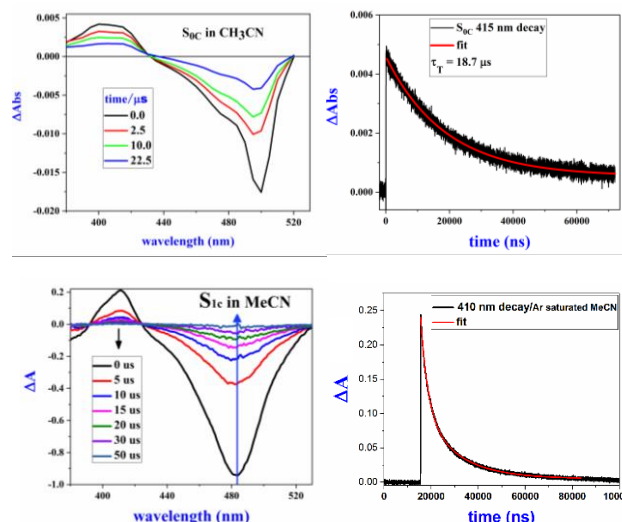 S0C in CH3CN
time/μs
0.0
2.5
10.0
22.5
0.005
0.000
-0.005
-0.010
-0.015
-0.020
400
440
480
520
wavelength (nm)
ΔAbs
S0C 415 nm decay
fit
τT = 18.7 μs
0.006
0.004
0.002
0.000
0
20000
40000
60000
time (ns)
ΔAbs
S1c in MeCN
0 us
5 us
10 us
15 us
20 us
30 us
50 us
0.2
0.0
-0.2
-0.4
-0.6
-0.8
-1.0
400
440
480
520
wavelength (nm)
ΔA
410 nm decay/Ar saturated MeCN
fit
0.25
0.20
0.15
0.10
0.05
0.00
0
20000
40000
60000
80000
10000
time (ns)
ΔA